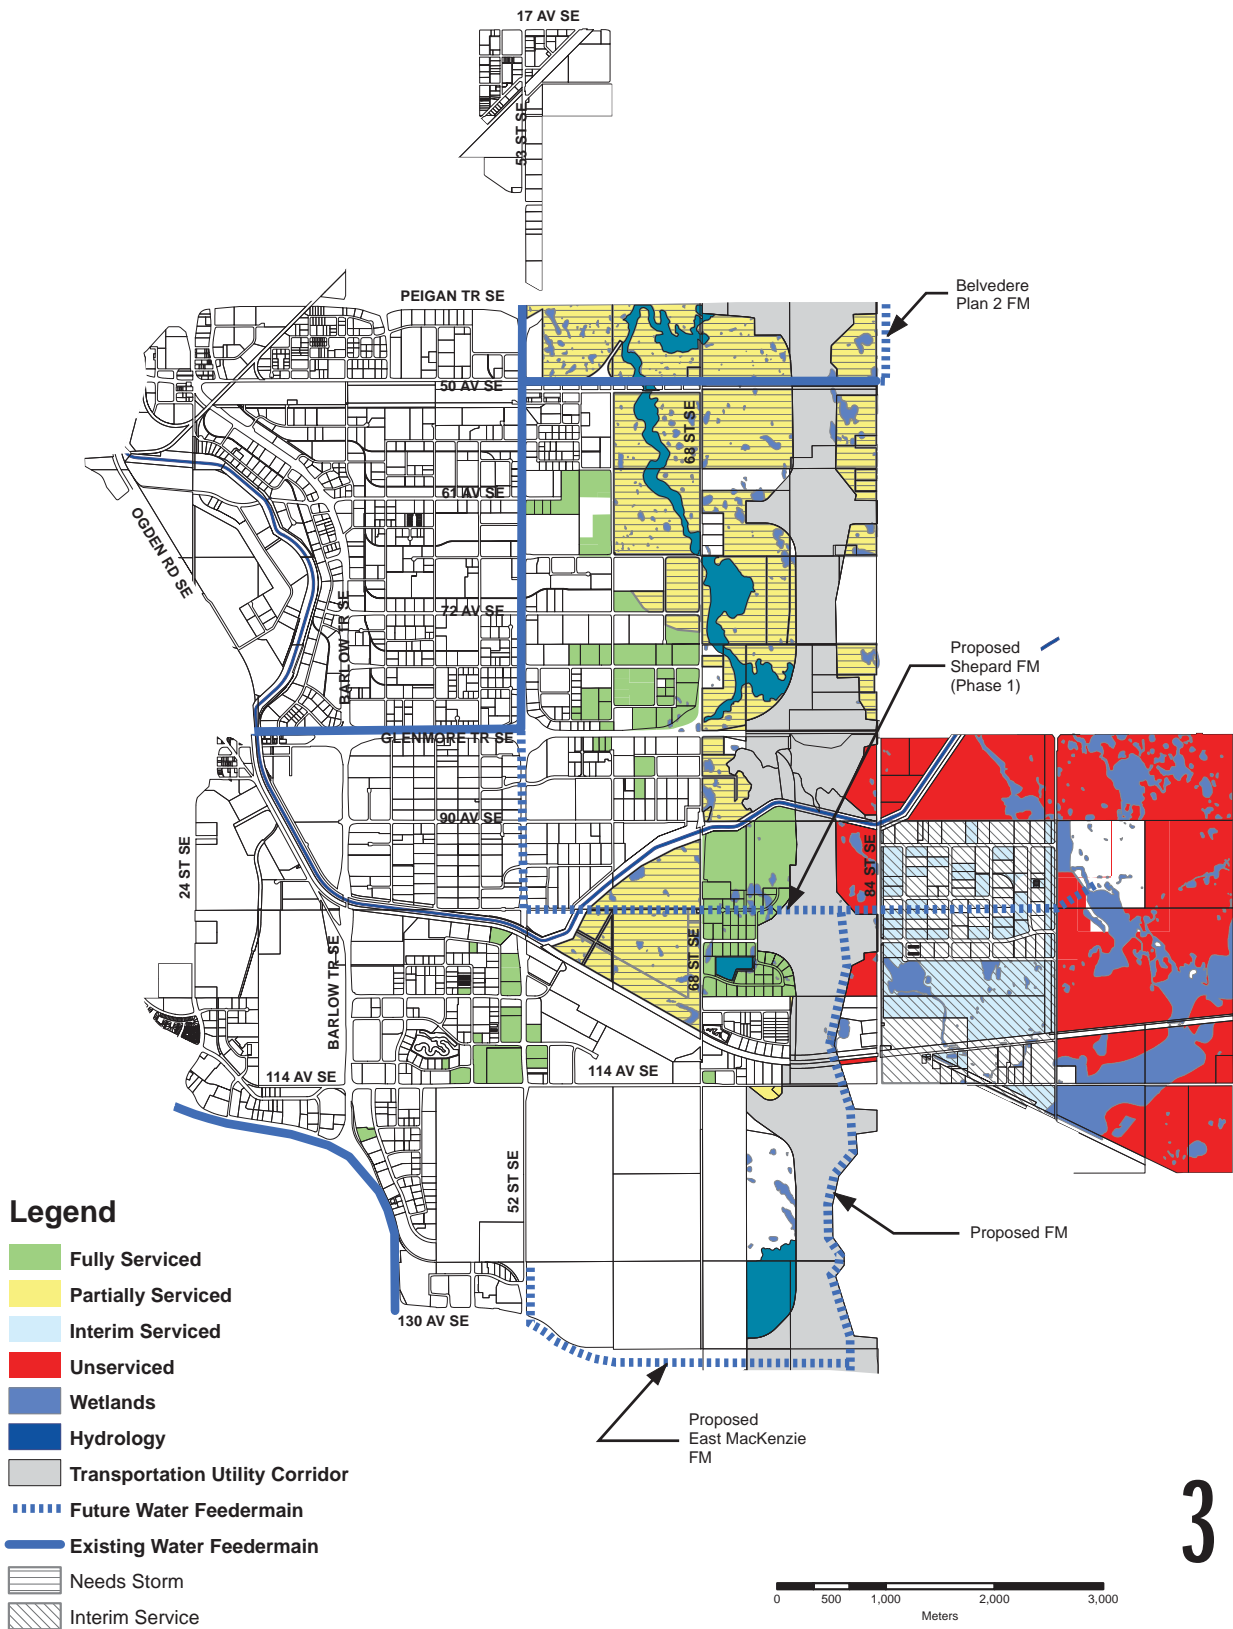 17 AV SE
53 ST SE
Belvedere
Plan 2 FM
PEIGAN TR SE
50 AV SE
68 ST SE
61 AV SE
OGDEN RD SE
BARLOW TR SE
72 AV SE
Proposed
Shepard FM
(Phase 1)
GLENMORE TR SE
90 AV SE
24 ST SE
84 ST SE
BARLOW TR SE
68 ST SE
114 AV SE
114 AV SE
52 ST SE
Proposed FM
130 AV SE
Proposed
East MacKenzie
FM
Legend
Fully Serviced
Partially Serviced
Interim Serviced
Unserviced
Wetlands
Hydrology
Transportation Utility Corridor
Future Water Feedermain
Existing Water Feedermain
Needs Storm
Interim Service
3
0 500 1,000 2,000 3,000
Meters